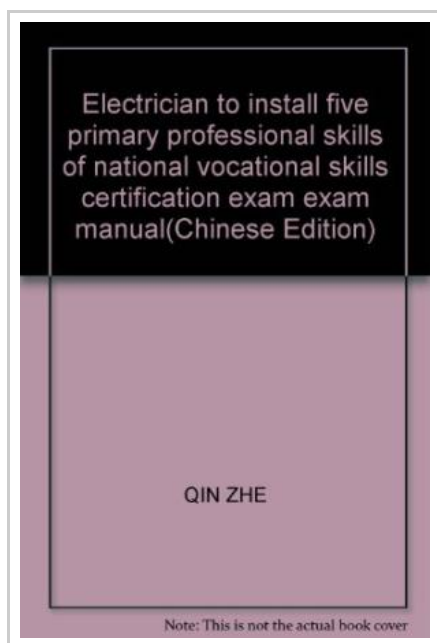 Electrician to install five
primary professional skills
of national vocational skills
certification exam exam
manual(Chinese Edition)
QIN ZHE
Note: This is not the actual book cover